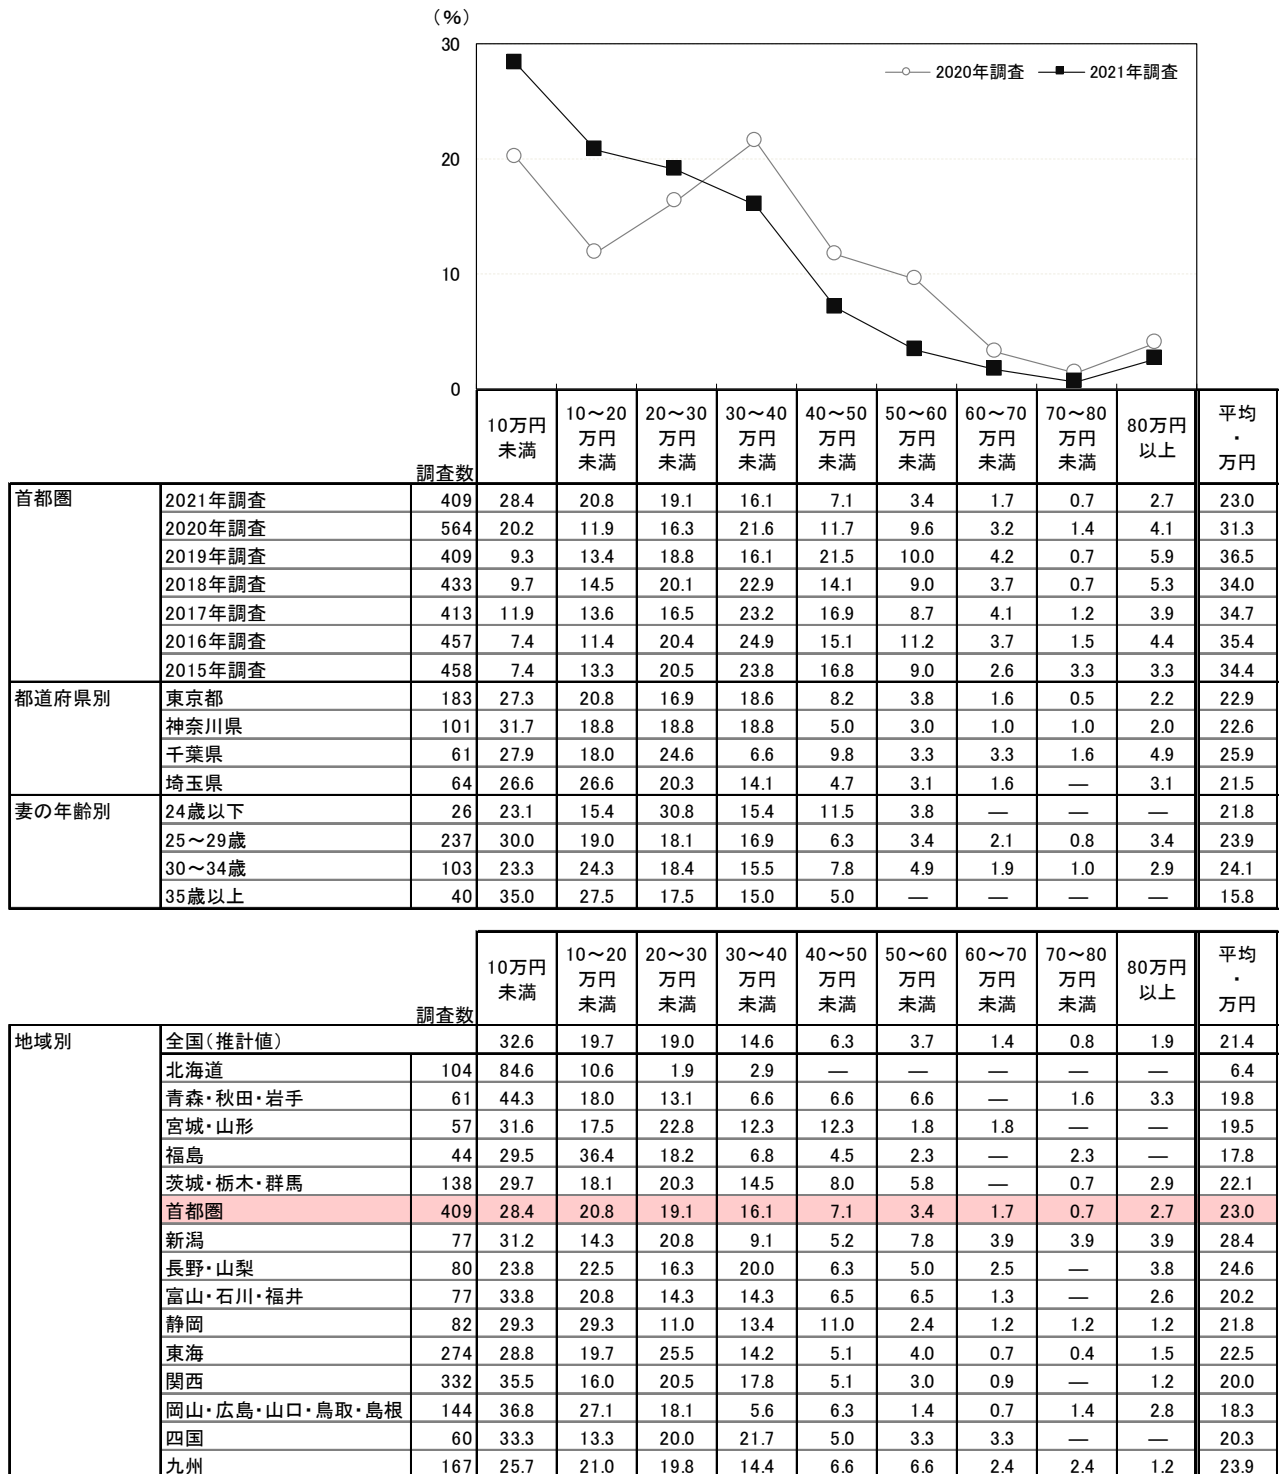 (%)
30
20
10
0
2020年調査 2021年調査
調査数 10万円未満 10～20万円未満 20～30万円未満 30～40万円未満 40～50万円未満 50～60万円未満 60～70万円未満 70～80万円未満 80万円以上 平均・万円
首都圏 2021年調査 409 28.4 20.8 19.1 16.1 7.1 3.4 1.7 0.7 2.7 23.0
2020年調査 564 20.2 11.9 16.3 21.6 11.7 9.6 3.2 1.4 4.1 31.3
2019年調査 409 9.3 13.4 18.8 16.1 21.5 10.0 4.2 0.7 5.9 36.5
2018年調査 433 9.7 14.5 20.1 22.9 14.1 9.0 3.7 0.7 5.3 34.0
2017年調査 413 11.9 13.6 16.5 23.2 16.9 8.7 4.1 1.2 3.9 34.7
2016年調査 457 7.4 11.4 20.4 24.9 15.1 11.2 3.7 1.5 4.4 35.4
2015年調査 458 7.4 13.3 20.5 23.8 16.8 9.0 2.6 3.3 3.3 34.4
都道府県別 東京都 183 27.3 20.8 16.9 18.6 8.2 3.8 1.6 0.5 2.2 22.9
神奈川県 101 31.7 18.8 18.8 18.8 5.0 3.0 1.0 1.0 2.0 22.6
千葉県 61 27.9 18.0 24.6 6.6 9.8 3.3 3.3 1.6 4.9 25.9
埼玉県 64 26.6 26.6 20.3 14.1 4.7 3.1 1.6 ― 3.1 21.5
妻の年齢別 24歳以下 26 23.1 15.4 30.8 15.4 11.5 3.8 ― ― ― 21.8
25～29歳 237 30.0 19.0 18.1 16.9 6.3 3.4 2.1 0.8 3.4 23.9
30～34歳 103 23.3 24.3 18.4 15.5 7.8 4.9 1.9 1.0 2.9 24.1
35歳以上 40 35.0 27.5 17.5 15.0 5.0 ― ― ― ― 15.8
調査数 10万円未満 10～20万円未満 20～30万円未満 30～40万円未満 40～50万円未満 50～60万円未満 60～70万円未満 70～80万円未満 80万円以上 平均・万円
地域別 全国(推計値) 32.6 19.7 19.0 14.6 6.3 3.7 1.4 0.8 1.9 21.4
北海道 104 84.6 10.6 1.9 2.9 ― ― ― ― ― 6.4
青森・秋田・岩手 61 44.3 18.0 13.1 6.6 6.6 6.6 ― 1.6 3.3 19.8
宮城・山形 57 31.6 17.5 22.8 12.3 12.3 1.8 1.8 ― ― 19.5
福島 44 29.5 36.4 18.2 6.8 4.5 2.3 ― 2.3 ― 17.8
茨城・栃木・群馬 138 29.7 18.1 20.3 14.5 8.0 5.8 ― 0.7 2.9 22.1
首都圏 409 28.4 20.8 19.1 16.1 7.1 3.4 1.7 0.7 2.7 23.0
新潟 77 31.2 14.3 20.8 9.1 5.2 7.8 3.9 3.9 3.9 28.4
長野・山梨 80 23.8 22.5 16.3 20.0 6.3 5.0 2.5 ― 3.8 24.6
富山・石川・福井 77 33.8 20.8 14.3 14.3 6.5 6.5 1.3 ― 2.6 20.2
静岡 82 29.3 29.3 11.0 13.4 11.0 2.4 1.2 1.2 1.2 21.8
東海 274 28.8 19.7 25.5 14.2 5.1 4.0 0.7 0.4 1.5 22.5
関西 332 35.5 16.0 20.5 17.8 5.1 3.0 0.9 ― 1.2 20.0
岡山・広島・山口・鳥取・島根 144 36.8 27.1 18.1 5.6 6.3 1.4 0.7 1.4 2.8 18.3
四国 60 33.3 13.3 20.0 21.7 5.0 3.3 3.3 ― ― 20.3
九州 167 25.7 21.0 19.8 14.4 6.6 6.6 2.4 2.4 1.2 23.9